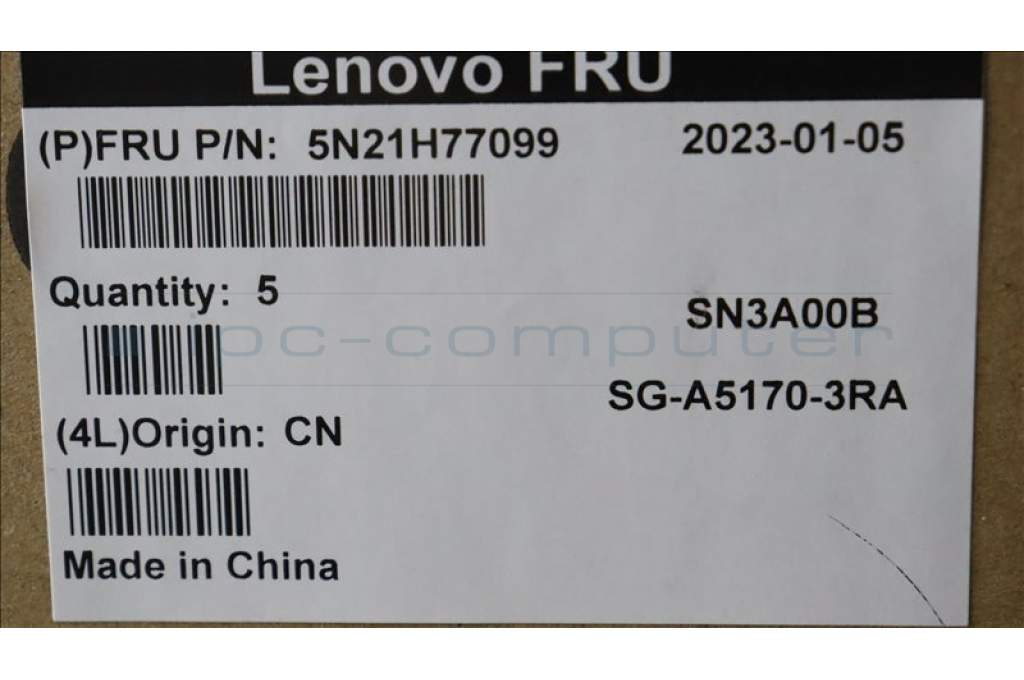 Lenovo FRU
(P)FRU P/N: 5N21H77099
2023-01-05
Quantity: 5
SN3A00B
ipc-computer
SG-A5170-3RA
(4L)Origin: CN
Made in China